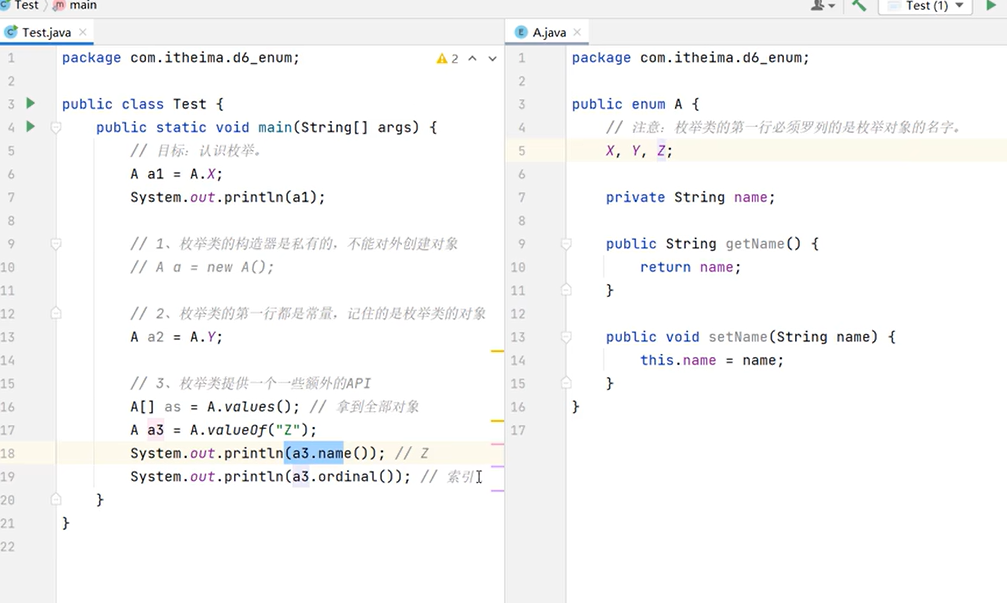 Test main
Test (1)
Test.java
A.java
1 package com.itheima.d6_enum;
2
2
3 public class Test {
4 public static void main(String[] args) {
5 // 目标：认识枚举。
6 A a1 = A.X;
7 System.out.println(a1);
8
9 // 1、枚举类的构造器是私有的，不能对外创建对象
10 // A a = new A();
11
12 // 2、枚举类的第一行都是常量，记住的是枚举类的对象
13 A a2 = A.Y;
14
15 // 3、枚举类提供一个一些额外的API
16 A[] as = A.values(); // 拿到全部对象
17 A a3 = A.valueOf("Z");
18 System.out.println(a3.name()); // Z
19 System.out.println(a3.ordinal()); // 索引
20 }
21 }
22
1 package com.itheima.d6_enum;
2
3 public enum A {
4 // 注意：枚举类的第一行必须罗列的是枚举对象的名字。
5 X, Y, Z;
6
7 private String name;
8
9 public String getName() {
10 return name;
11 }
12
13 public void setName(String name) {
14 this.name = name;
15 }
16 }
17